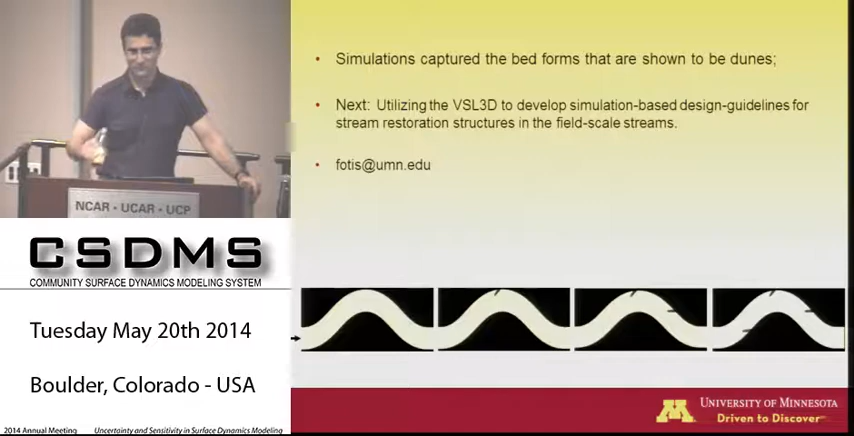 • Simulations captured the bed forms that are shown to be dunes;
• Next: Utilizing the VSL3D to develop simulation-based design-guidelines for
stream restoration structures in the field-scale streams.
• fotis@umn.edu
NCAR - UCAR - UCP
CSDMS
COMMUNITY SURFACE DYNAMICS MODELING SYSTEM
Tuesday May 20th 2014
Boulder, Colorado - USA
2014 Annual Meeting Uncertainty and Sensitivity in Surface Dynamics Modeling
M
UNIVERSITY OF MINNESOTA
Driven to Discover